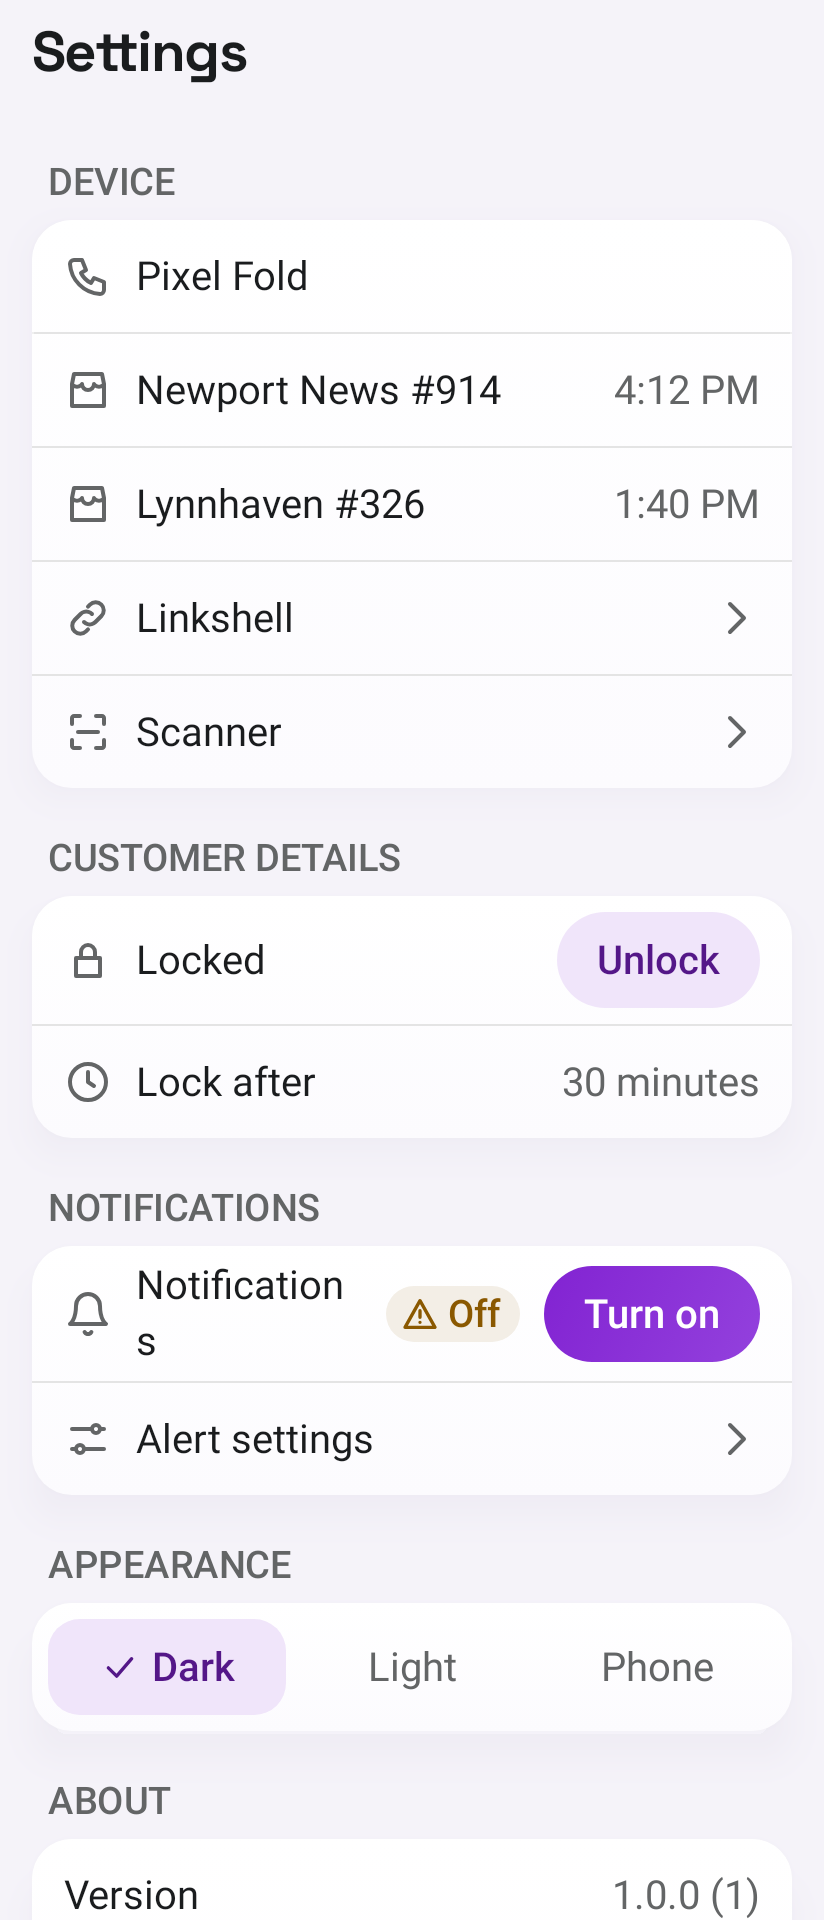 Settings
DEVICE
Pixel Fold
Newport News #914 4:12 PM
Lynnhaven #326 1:40 PM
Linkshell
Scanner
CUSTOMER DETAILS
Locked Unlock
Lock after 30 minutes
NOTIFICATIONS
Notification
s
Off Turn on
Alert settings
APPEARANCE
Dark Light Phone
ABOUT
Version 1.0.0 (1)